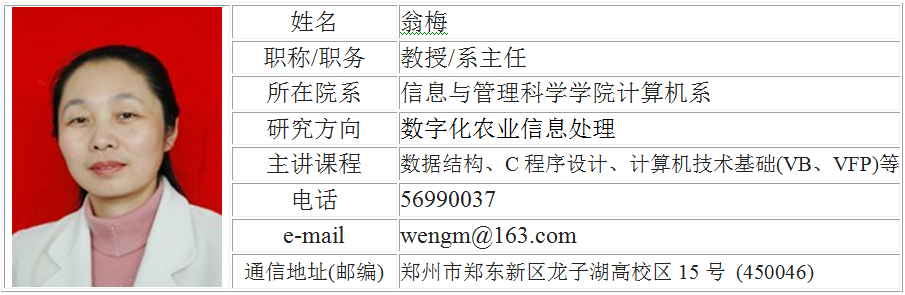 姓名 翁梅
职称/职务 教授/系主任
所在院系 信息与管理科学学院计算机系
研究方向 数字化农业信息处理
主讲课程 数据结构、C 程序设计、计算机技术基础(VB、VFP)等
电话 56990037
e-mail wengm@163.com
通信地址(邮编) 郑州市郑东新区龙子湖高校区 15 号 (450046)